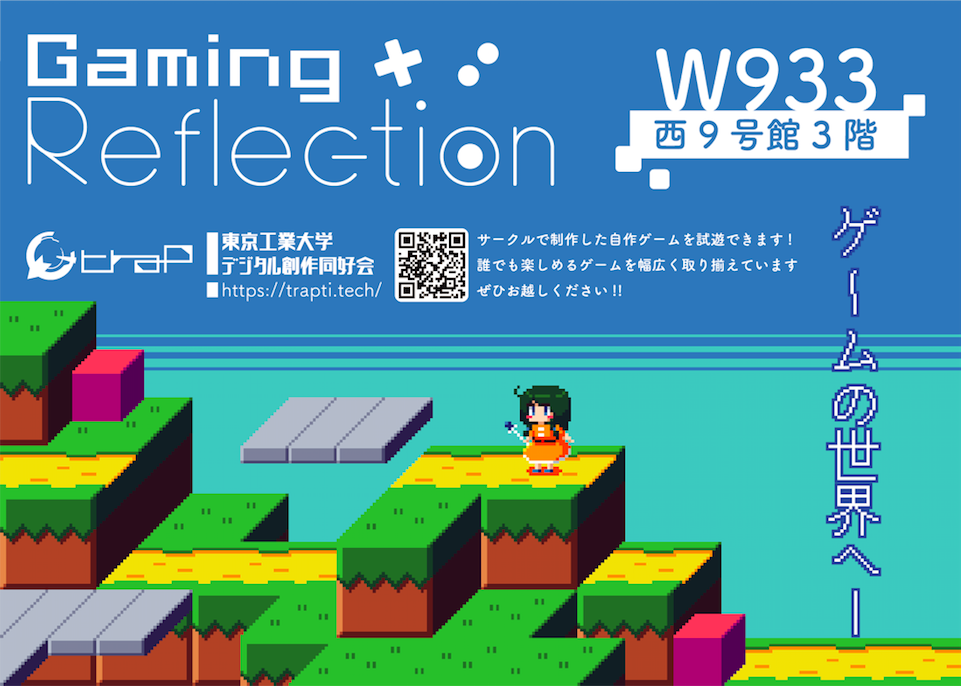 Gaming
Reflection
W933
西9号館3階
traP
東京工業大学
デジタル創作同好会
https://trapti.tech/
サークルで制作した自作ゲームを試遊できます!
誰でも楽しめるゲームを幅広く取り揃えています
ぜひお越しください!!
ゲームの世界へー